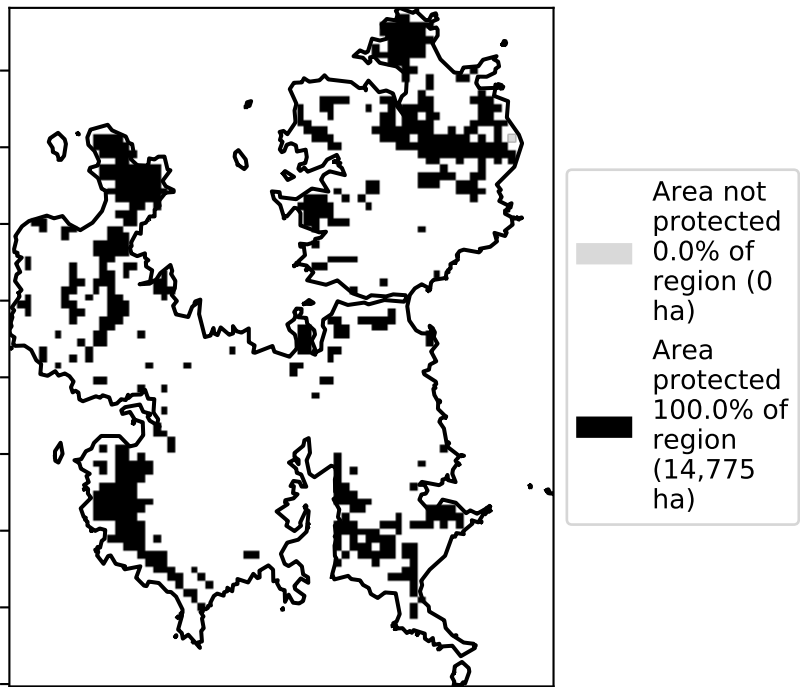 Area not
protected
0.0% of
region (0
ha)
Area
protected
100.0% of
region
(14,775
ha)